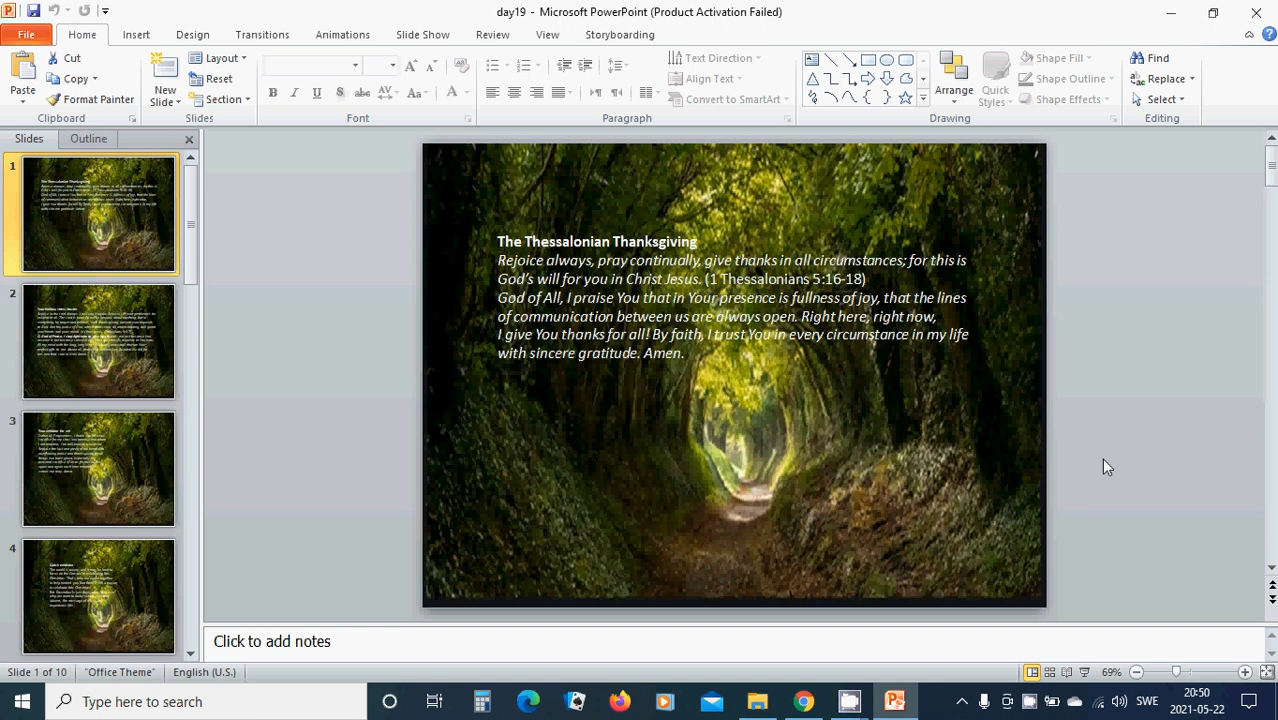 day19 - Microsoft PowerPoint (Product Activation Failed)
File Home Insert Design Transitions Animations Slide Show Review View Storyboarding
Paste
Cut
Copy
Format Painter
Clipboard
New Slide
Layout
Reset
Section
Slides
B I U S abc AV Aa A
Font
Paragraph
Text Direction
Align Text
Convert to SmartArt
Arrange
Quick Styles
Shape Fill
Shape Outline
Shape Effects
Drawing
Find
Replace
Select
Editing
Slides Outline
1
2
3
4
The Thessalonian Thanksgiving
Rejoice always, pray continually, give thanks in all circumstances; for this is
God's will for you in Christ Jesus. (1 Thessalonians 5:16-18)
God of All, I praise You that in Your presence is fullness of joy, that the lines
of communication between us are always open. Right here, right now,
I give You thanks for all! By faith, I trust You in every circumstance in my life
with sincere gratitude. Amen.
Click to add notes
Slide 1 of 10 "Office Theme" English (U.S.) 69%
Type here to search
SWE
20:50
2021-05-22